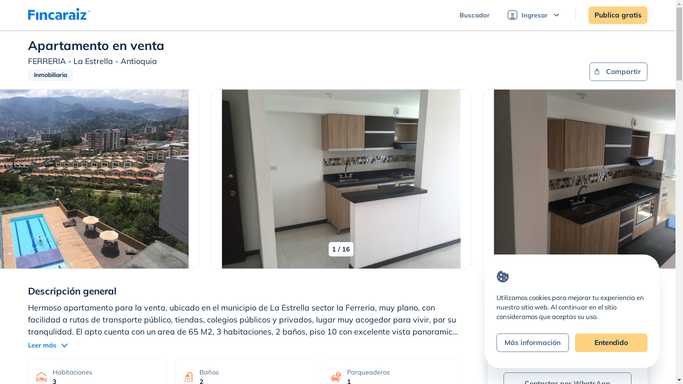 Fincaraiz
Buscador
Ingresar
Publica gratis
Apartamento en venta
FERRERIA - La Estrella - Antioquia
Inmobiliaria
Compartir
1 / 16
Descripción general
Hermoso apartamento para la venta, ubicado en el municipio de La Estrella sector la Ferreria, muy plano, con
facilidad a rutas de transporte público, tiendas, colegios públicos y privados, lugar muy acogedor para vivir, por su
tranquilidad. El apto cuenta con un area de 65 M2, 3 habitaciones, 2 baños, piso 10 con excelente vista panoramic...
Leer más
Habitaciones
3
Baños
2
Parqueaderos
1
Utilizamos cookies para mejorar tu experiencia en
nuestro sitio web. Al continuar en el sitio
consideramos que aceptas su uso.
Más información
Entendido
Contactar por WhatsApp